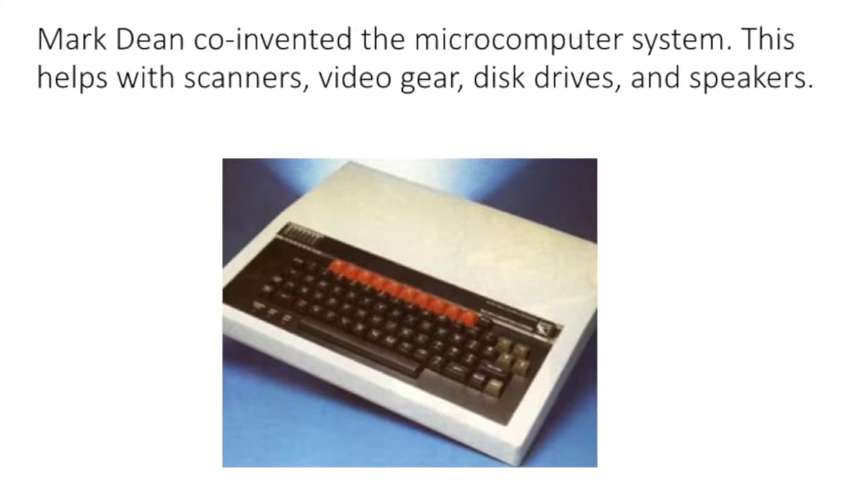 Mark Dean co-invented the microcomputer system. This
helps with scanners, video gear, disk drives, and speakers.